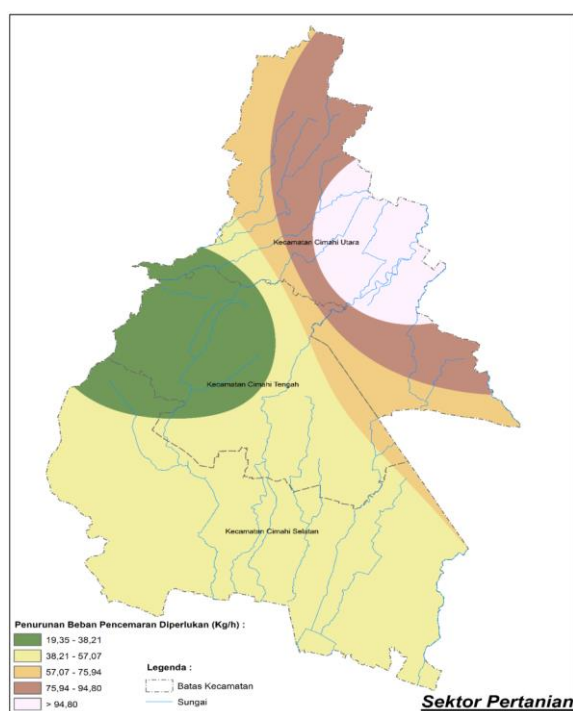 Kecamatan Cimahi Utara
Kecamatan Cimahi Tengah
Kecamatan Cimahi Selatan
Penurunan Beban Pencemaran Diperlukan (Kg/h) :
19,35 - 38,21
38,21 - 57,07
57,07 - 75,94
75,94 - 94,80
> 94,80
Legenda :
Batas Kecamatan
Sungai
Sektor Pertanian